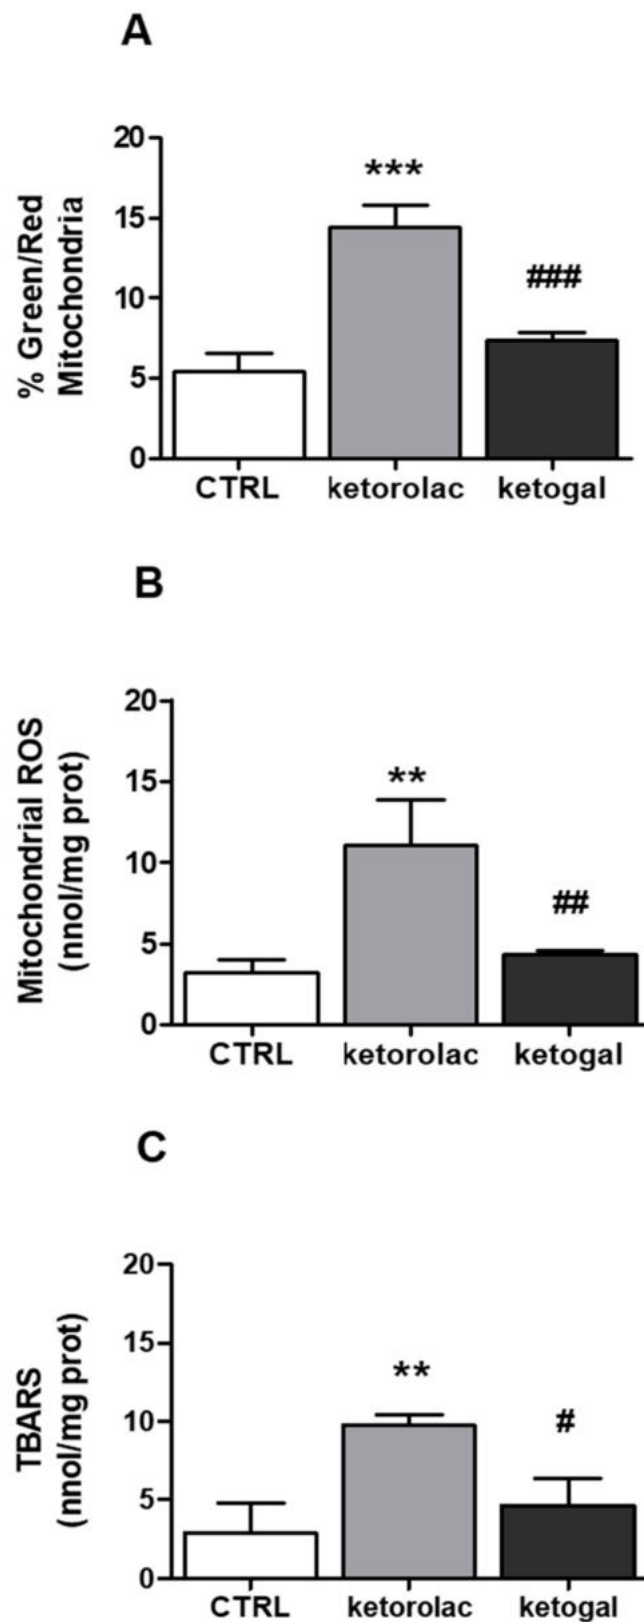 A
% Green/Red
Mitochondria
20
15
10
5
0
***
###
CTRL ketorolac ketogal
B
Mitochondrial ROS
(nnol/mg prot)
20
15
10
5
0
**
##
CTRL ketorolac ketogal
C
TBARS
(nnol/mg prot)
20
15
10
5
0
**
#
CTRL ketorolac ketogal